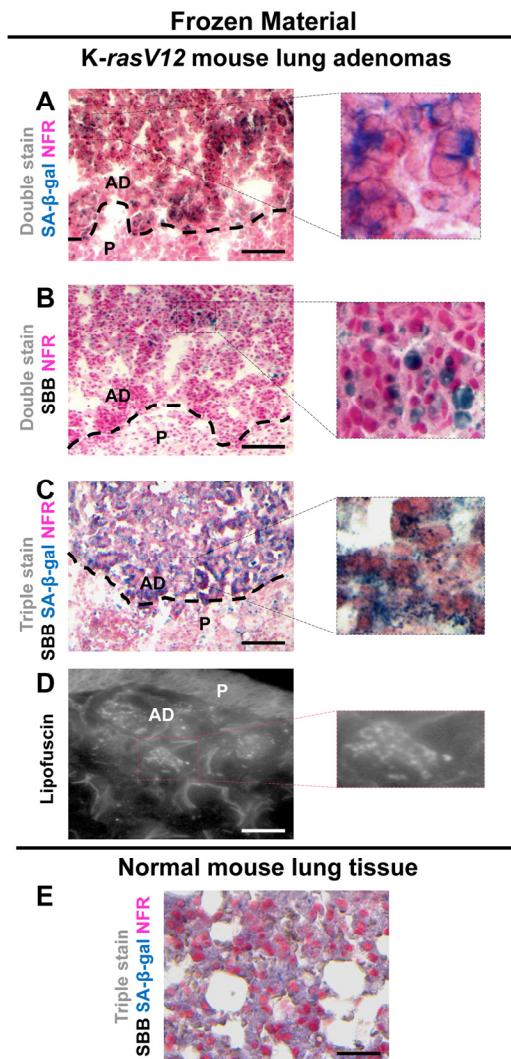 Frozen Material
K-rasV12 mouse lung adenomas
A
Double stain
SA-β-gal NFR
AD
P
B
Double stain
SBB NFR
AD
P
C
Triple stain
SBB SA-β-gal NFR
AD
P
D
Lipofuscin
P
AD
Normal mouse lung tissue
E
Triple stain
SBB SA-β-gal NFR